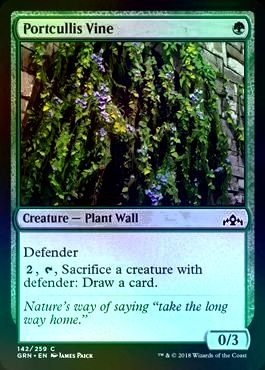 Portcullis Vine
Creature — Plant Wall
Defender
2, T, Sacrifice a creature with
defender: Draw a card.
Nature's way of saying "take the long
way home."
0/3
142/259 C
GRN • EN James Paick
™ & © 2018 Wizards of the Coast